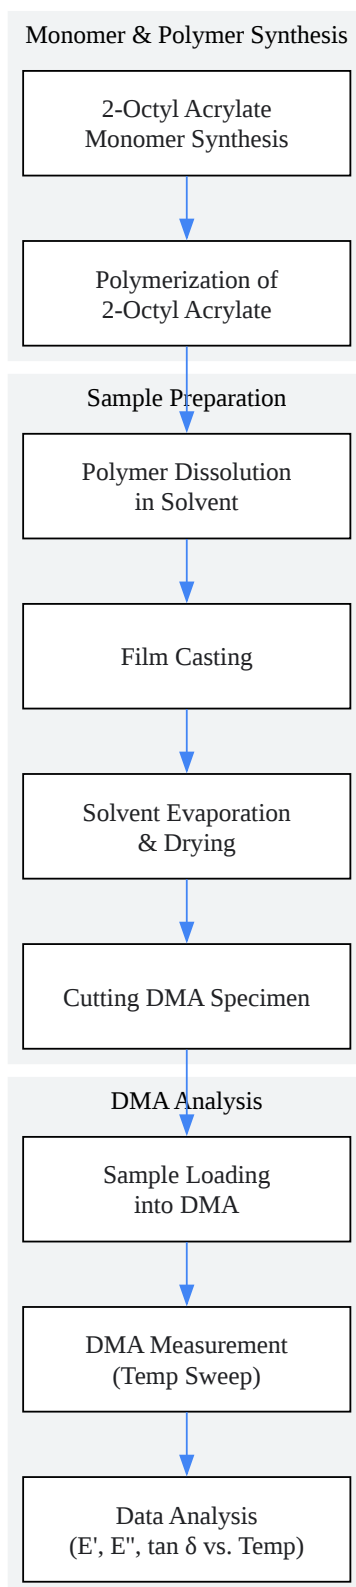 Monomer & Polymer Synthesis
2-Octyl Acrylate
Monomer Synthesis
Polymerization of
2-Octyl Acrylate
Sample Preparation
Polymer Dissolution
in Solvent
Film Casting
Solvent Evaporation
& Drying
Cutting DMA Specimen
DMA Analysis
Sample Loading
into DMA
DMA Measurement
(Temp Sweep)
Data Analysis
(E', E'', tan δ vs. Temp)